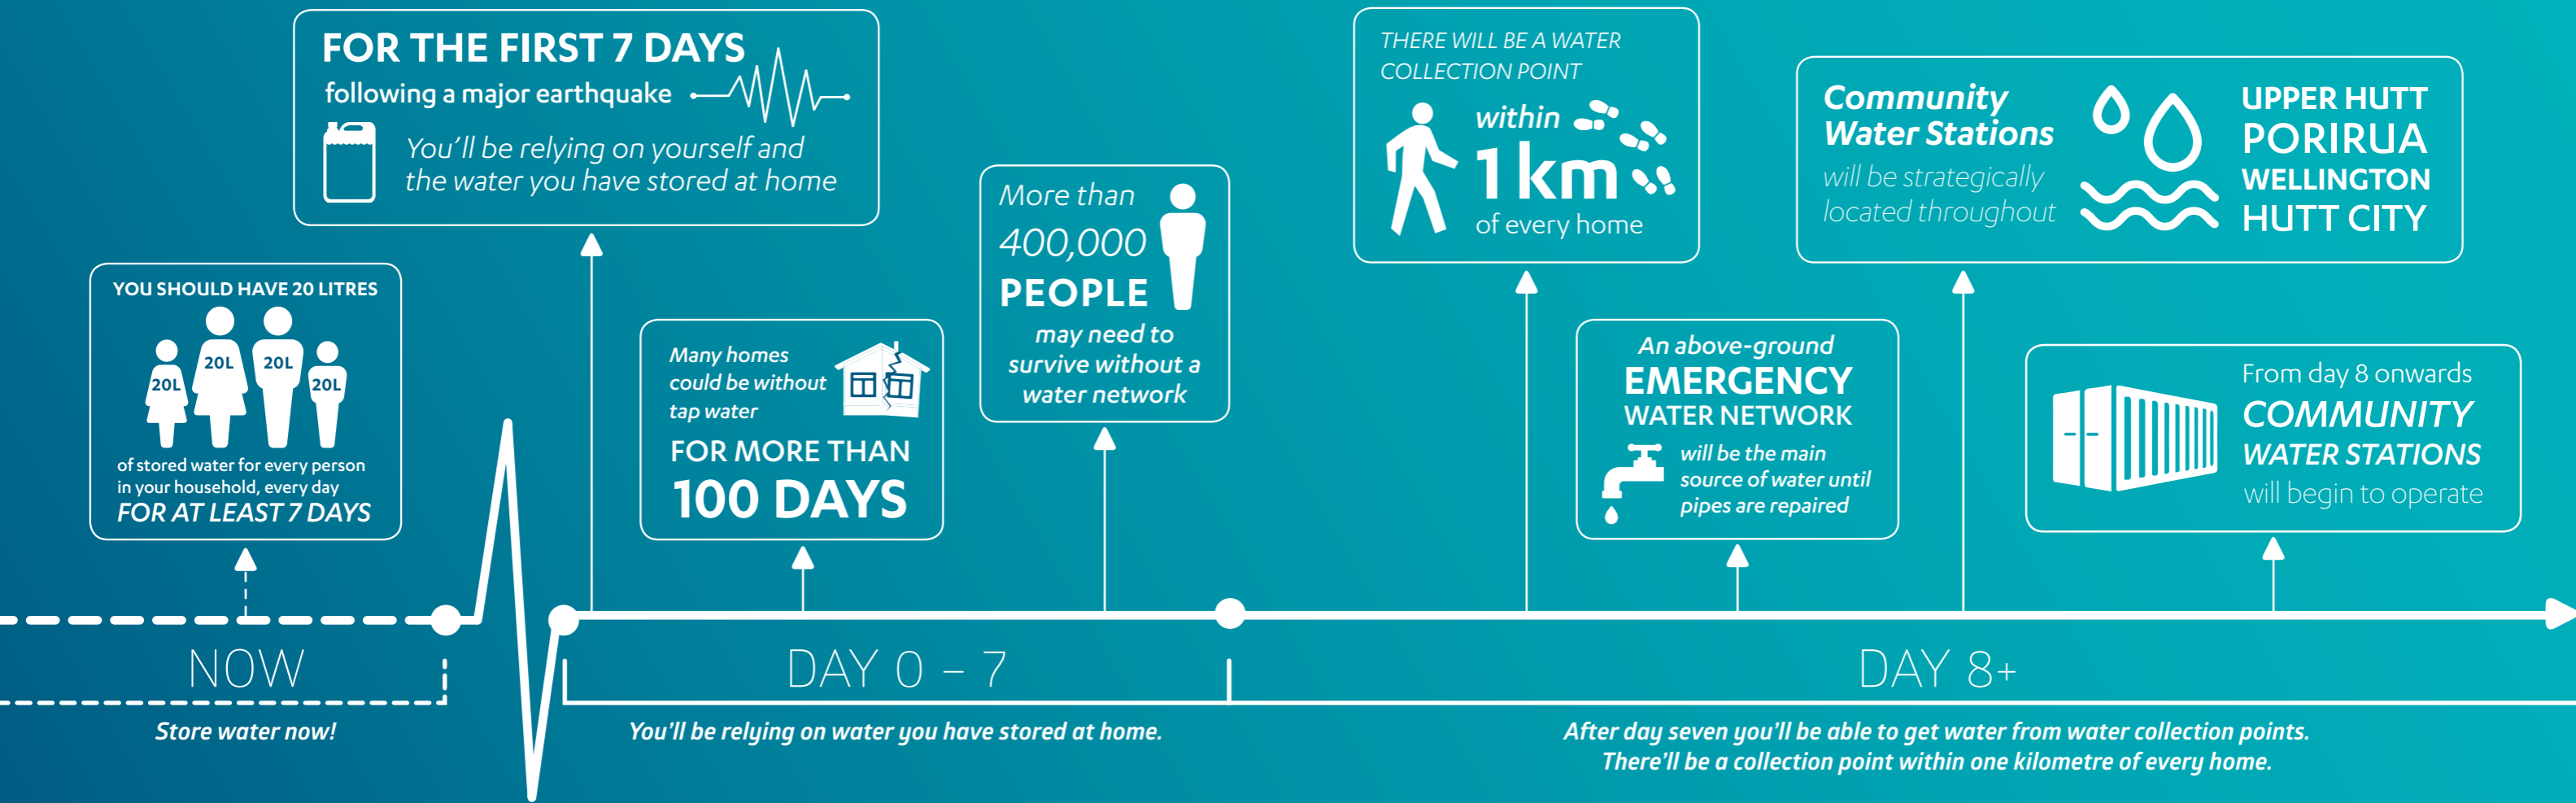 YOU SHOULD HAVE 20 LITRES
20L
20L
20L
20L
of stored water for every person
in your household, every day
FOR AT LEAST 7 DAYS
FOR THE FIRST 7 DAYS
following a major earthquake
You'll be relying on yourself and
the water you have stored at home
Many homes
could be without
tap water
FOR MORE THAN
100 DAYS
More than
400,000
PEOPLE
may need to
survive without a
water network
THERE WILL BE A WATER
COLLECTION POINT
within
1 km
of every home
An above-ground
EMERGENCY
WATER NETWORK
will be the main
source of water until
pipes are repaired
Community
Water Stations
will be strategically
located throughout
UPPER HUTT
PORIRUA
WELLINGTON
HUTT CITY
From day 8 onwards
COMMUNITY
WATER STATIONS
will begin to operate
NOW
Store water now!
DAY 0 – 7
You'll be relying on water you have stored at home.
DAY 8+
After day seven you'll be able to get water from water collection points.
There'll be a collection point within one kilometre of every home.